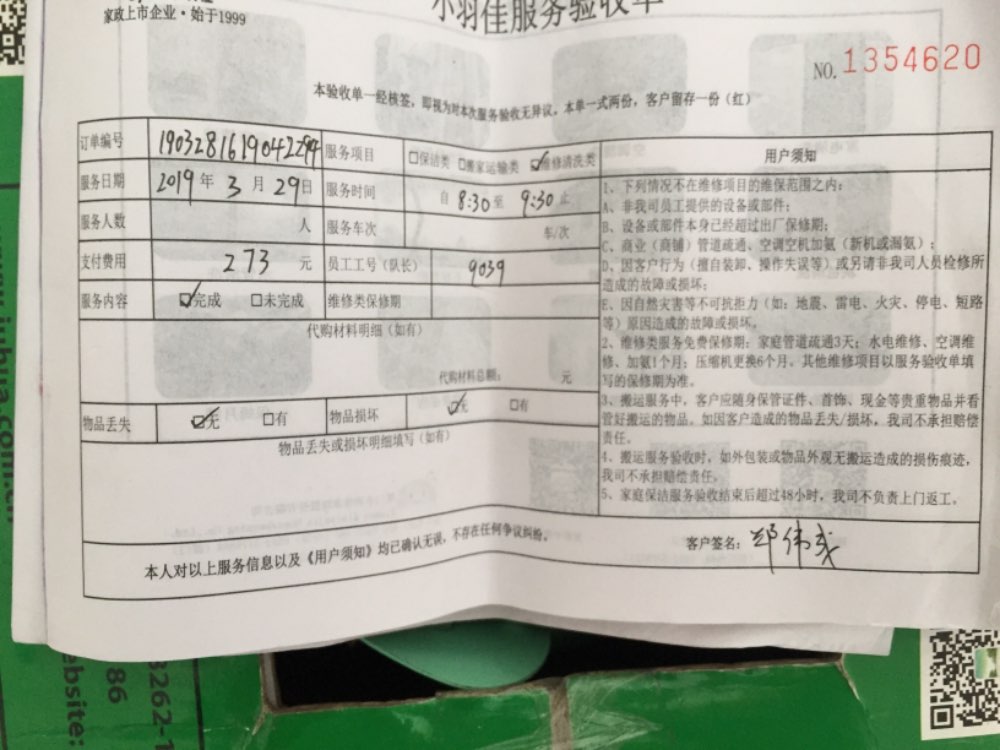 家政上市企业·始于1999
小羽佳服务验收单
NO. 1354620
本验收单一经核签，即视为对本次服务验收无异议。本单一式两份，客户留存一份（红）
订单编号 1903281619042294 服务项目 □保洁类 □搬家运输类 ☑维修清洗类
服务日期 2019 年 3 月 29 日 服务时间 自 8:30 至 9:30 止
服务人数 人 服务车次 车/次
支付费用 273 元 员工工号（队长） 9039
服务内容 ☑完成 □未完成 维修类保修期
代购材料明细（如有）
代购材料总额： 元
物品丢失 ☑无 □有 物品损坏 ☑无 □有
物品丢失或损坏明细填写（如有）
用户须知
1、下列情况不在维修项目的维保范围之内：
A、非我司员工提供的设备或部件；
B、设备或部件本身已经超过出厂保修期；
C、商业（商铺）管道疏通、空调空机加氨（新机或漏氨）；
D、因客户行为（擅自装卸、操作失误等）或另请非我司人员检修所
造成的故障或损坏；
E、因自然灾害等不可抗拒力（如：地震、雷电、火灾、停电、短路
等）原因造成的故障或损坏。
2、维修类服务免费保修期：家庭管道疏通3天；水电维修、空调维
修、加氨1个月；压缩机更换6个月。其他维修项目以服务验收单填
写的保修期为准。
3、搬运服务中，客户应随身保管证件、首饰、现金等贵重物品并看
管好搬运的物品。如因客户造成的物品丢失/损坏，我司不承担赔偿
责任。
4、搬运服务验收时，如外包装或物品外观无搬运造成的损伤痕迹，
我司不承担赔偿责任。
5、家庭保洁服务验收结束后超过48小时，我司不负责上门返工。
本人对以上服务信息以及《用户须知》均已确认无误，不存在任何争议纠纷。
客户签名：郑伟戎
ebsite:
86
3262-1